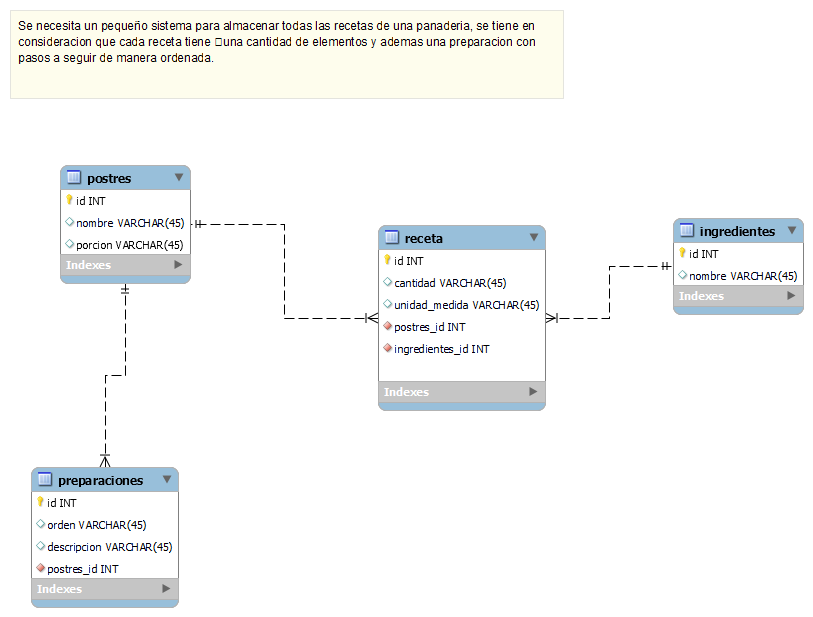 Se necesita un pequeño sistema para almacenar todas las recetas de una panaderia, se tiene en
consideracion que cada receta tiene □una cantidad de elementos y ademas una preparacion con
pasos a seguir de manera ordenada.
postres
id INT
nombre VARCHAR(45)
porcion VARCHAR(45)
Indexes
receta
id INT
cantidad VARCHAR(45)
unidad_medida VARCHAR(45)
postres_id INT
ingredientes_id INT
Indexes
ingredientes
id INT
nombre VARCHAR(45)
Indexes
preparaciones
id INT
orden VARCHAR(45)
descripcion VARCHAR(45)
postres_id INT
Indexes